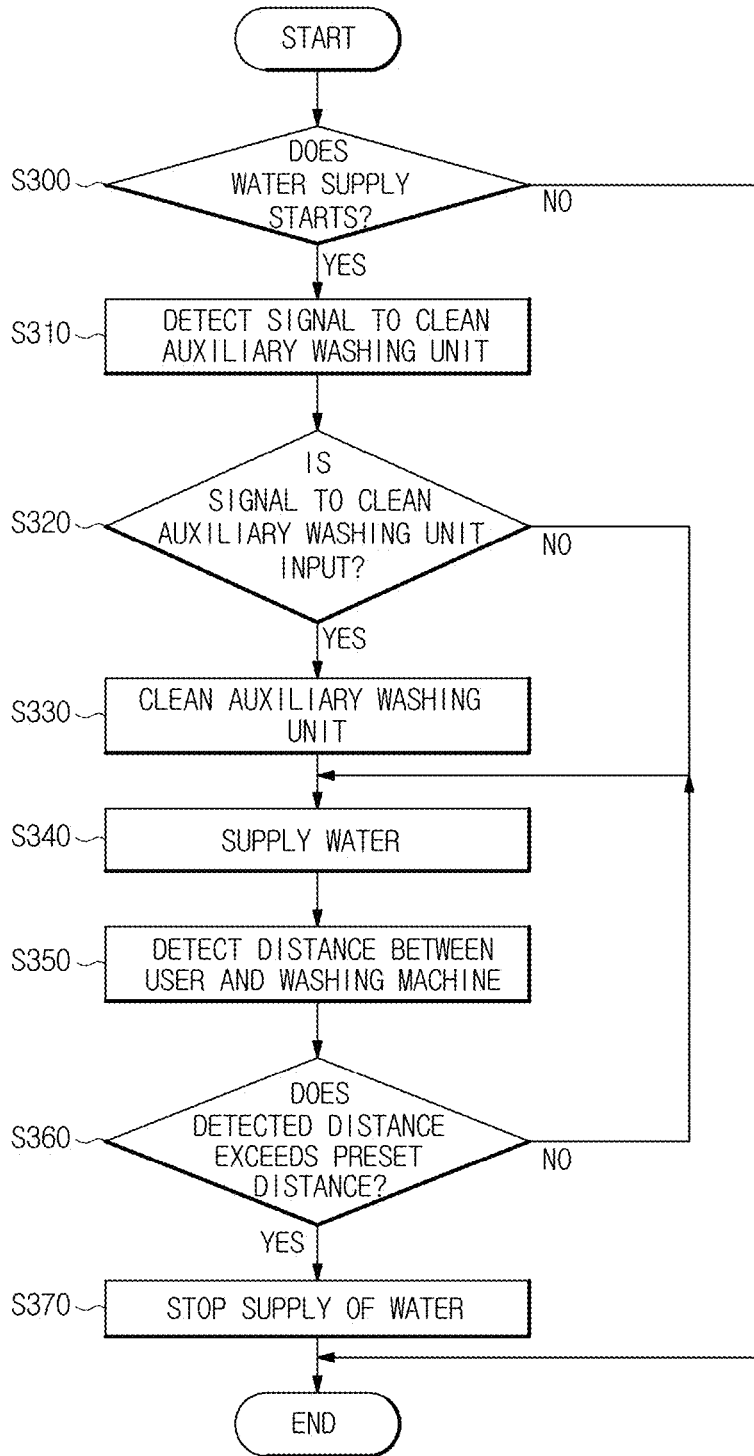 START
S300
DOES
WATER SUPPLY
STARTS?
NO
YES
S310
DETECT SIGNAL TO CLEAN
AUXILIARY WASHING UNIT
S320
IS
SIGNAL TO CLEAN
AUXILIARY WASHING UNIT
INPUT?
NO
YES
S330
CLEAN AUXILIARY WASHING
UNIT
S340
SUPPLY WATER
S350
DETECT DISTANCE BETWEEN
USER AND WASHING MACHINE
S360
DOES
DETECTED DISTANCE
EXCEEDS PRESET
DISTANCE?
NO
YES
S370
STOP SUPPLY OF WATER
END